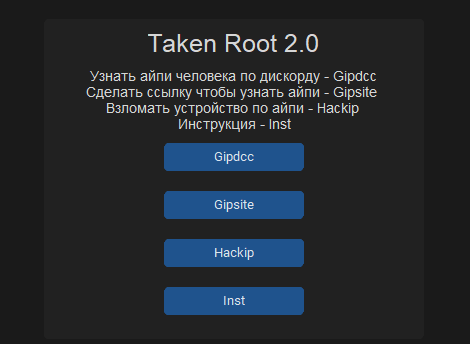 Taken Root 2.0
Узнать айпи человека по дискорду - Gipdcc
Сделать ссылку чтобы узнать айпи - Gipsite
Взломать устройство по айпи - Hackip
Инструкция - Inst
Gipdcc
Gipsite
Hackip
Inst